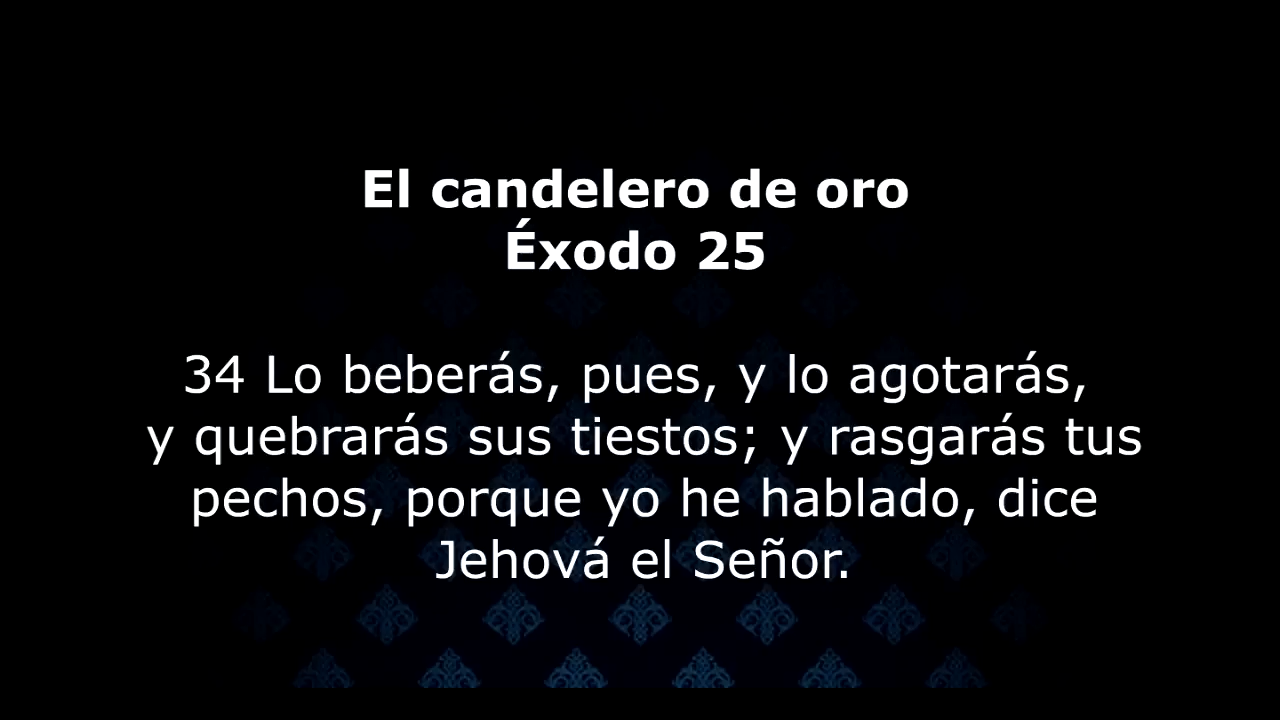 El candelero de oro
Éxodo 25
34 Lo beberás, pues, y lo agotarás,
y quebrarás sus tiestos; y rasgarás tus
pechos, porque yo he hablado, dice
Jehová el Señor.